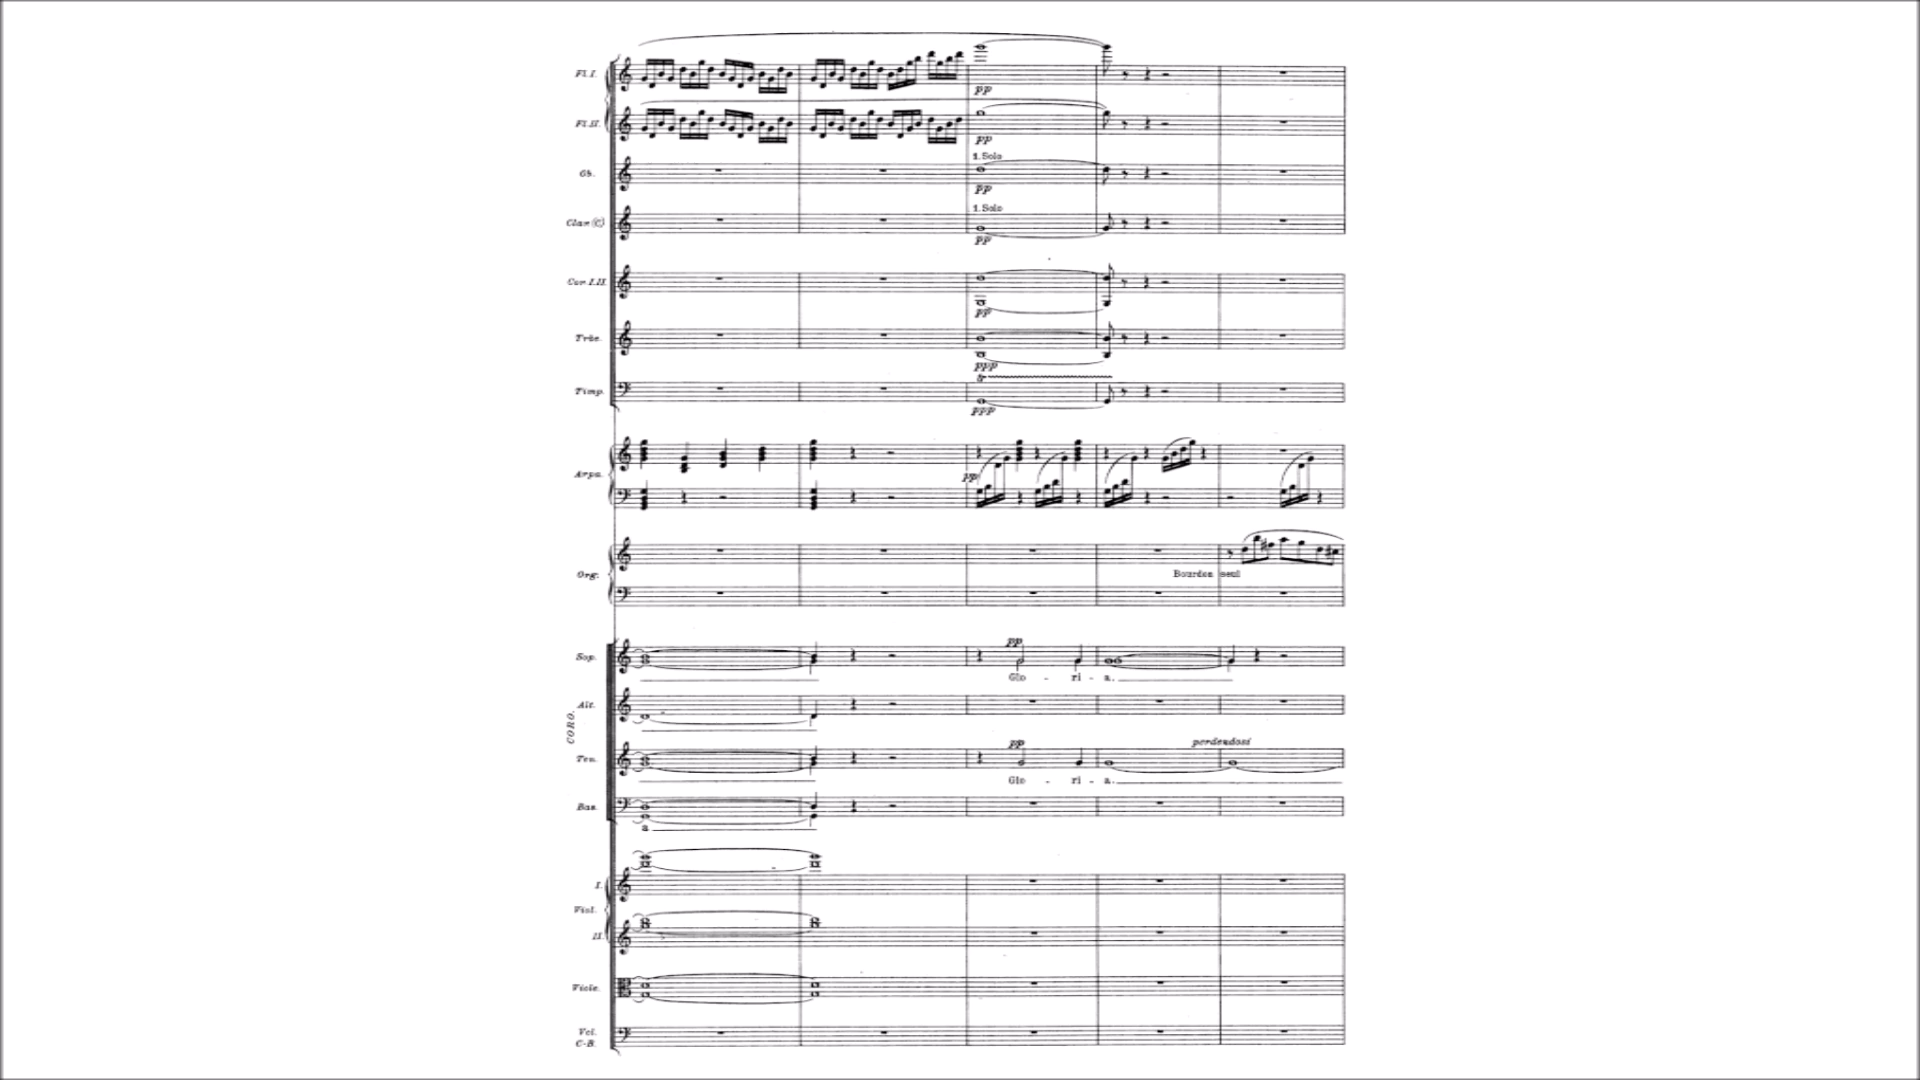 Fl.I.
pp
Fl.II.
pp
1.Solo
Ob.
pp
1.Solo
Clar.(C)
pp
Cor.I.II.
pp
Trbe.
ppp
tr
Timp.
ppp
Arpa.
pp
Org.
Bourdon seul
pp
Sop.
Glo - ri - a.
Alt.
CORO.
pp perdendosi
Ten.
Glo - ri - a.
Bas.
a
I.
Viol.
II.
Viole.
Vcl.
C-B.